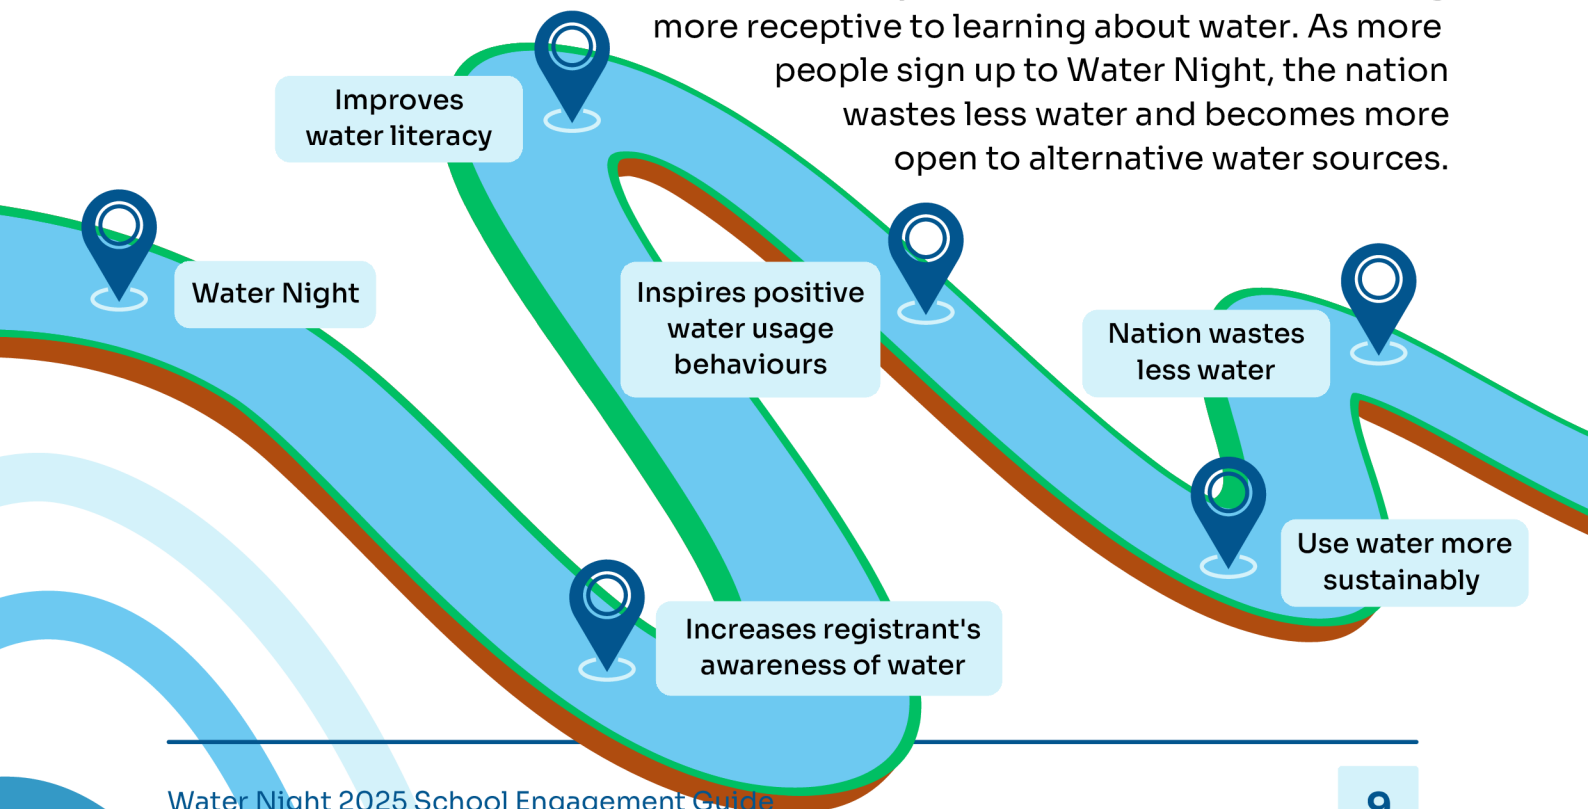 more receptive to learning about water. As more
people sign up to Water Night, the nation
wastes less water and becomes more
open to alternative water sources.
Improves
water literacy
Water Night
Inspires positive
water usage
behaviours
Nation wastes
less water
Use water more
sustainably
Increases registrant's
awareness of water
Water Night 2025 School Engagement Guide
9